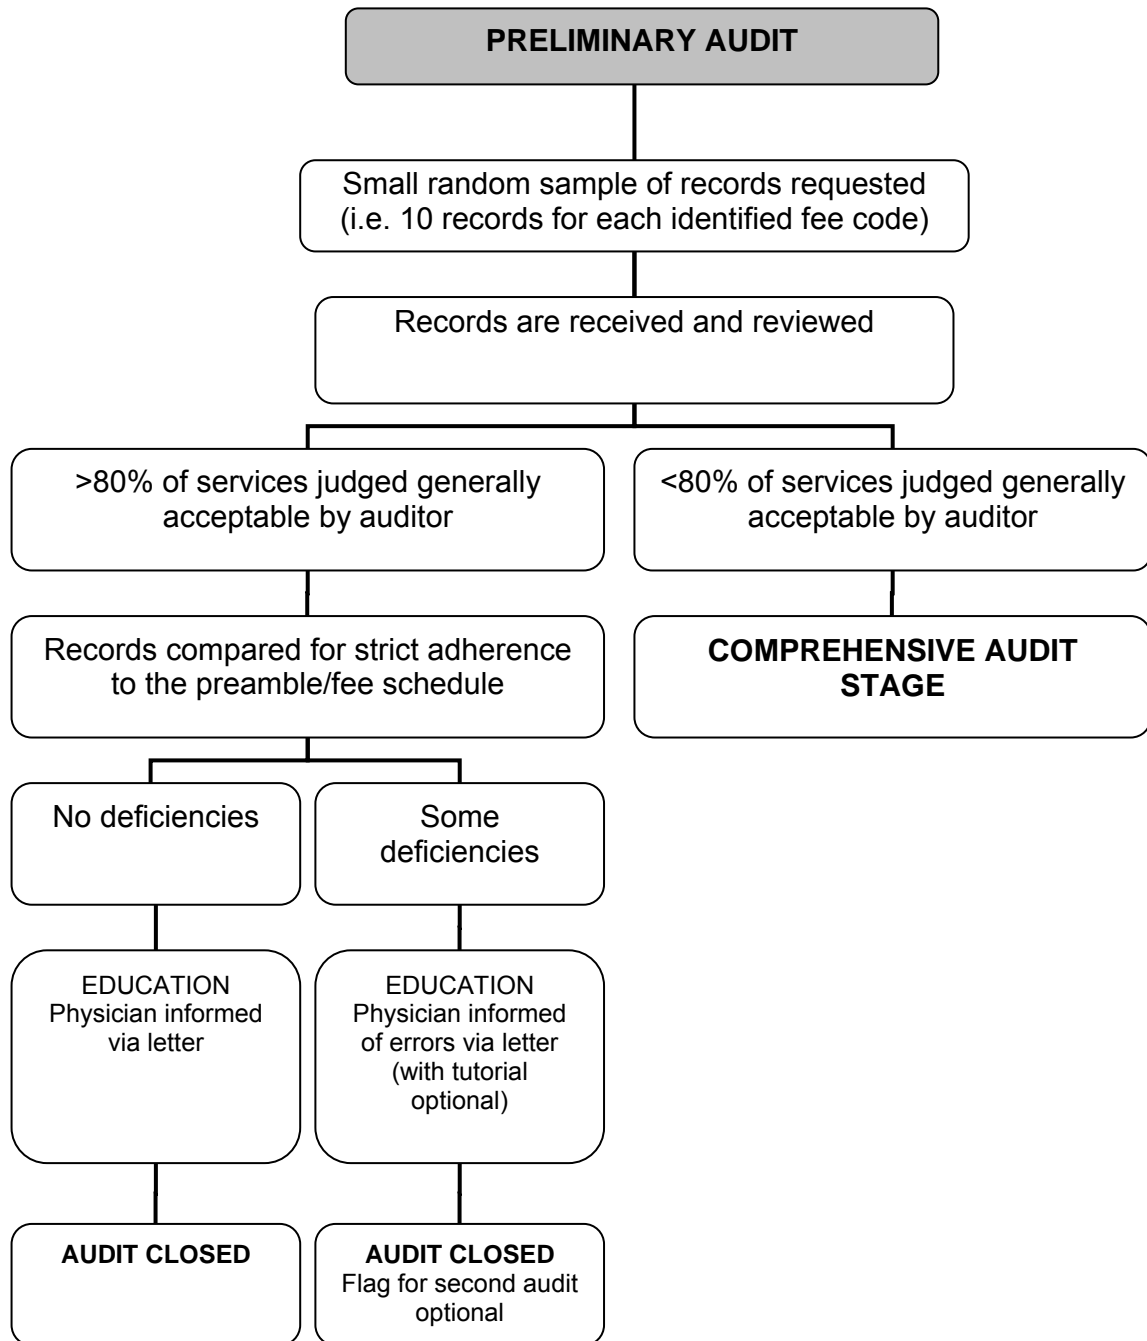 PRELIMINARY AUDIT
Small random sample of records requested
(i.e. 10 records for each identified fee code)
Records are received and reviewed
>80% of services judged generally
acceptable by auditor
<80% of services judged generally
acceptable by auditor
Records compared for strict adherence
to the preamble/fee schedule
COMPREHENSIVE AUDIT
STAGE
No deficiencies
Some
deficiencies
EDUCATION
Physician informed
via letter
EDUCATION
Physician informed
of errors via letter
(with tutorial
optional)
AUDIT CLOSED
AUDIT CLOSED
Flag for second audit
optional